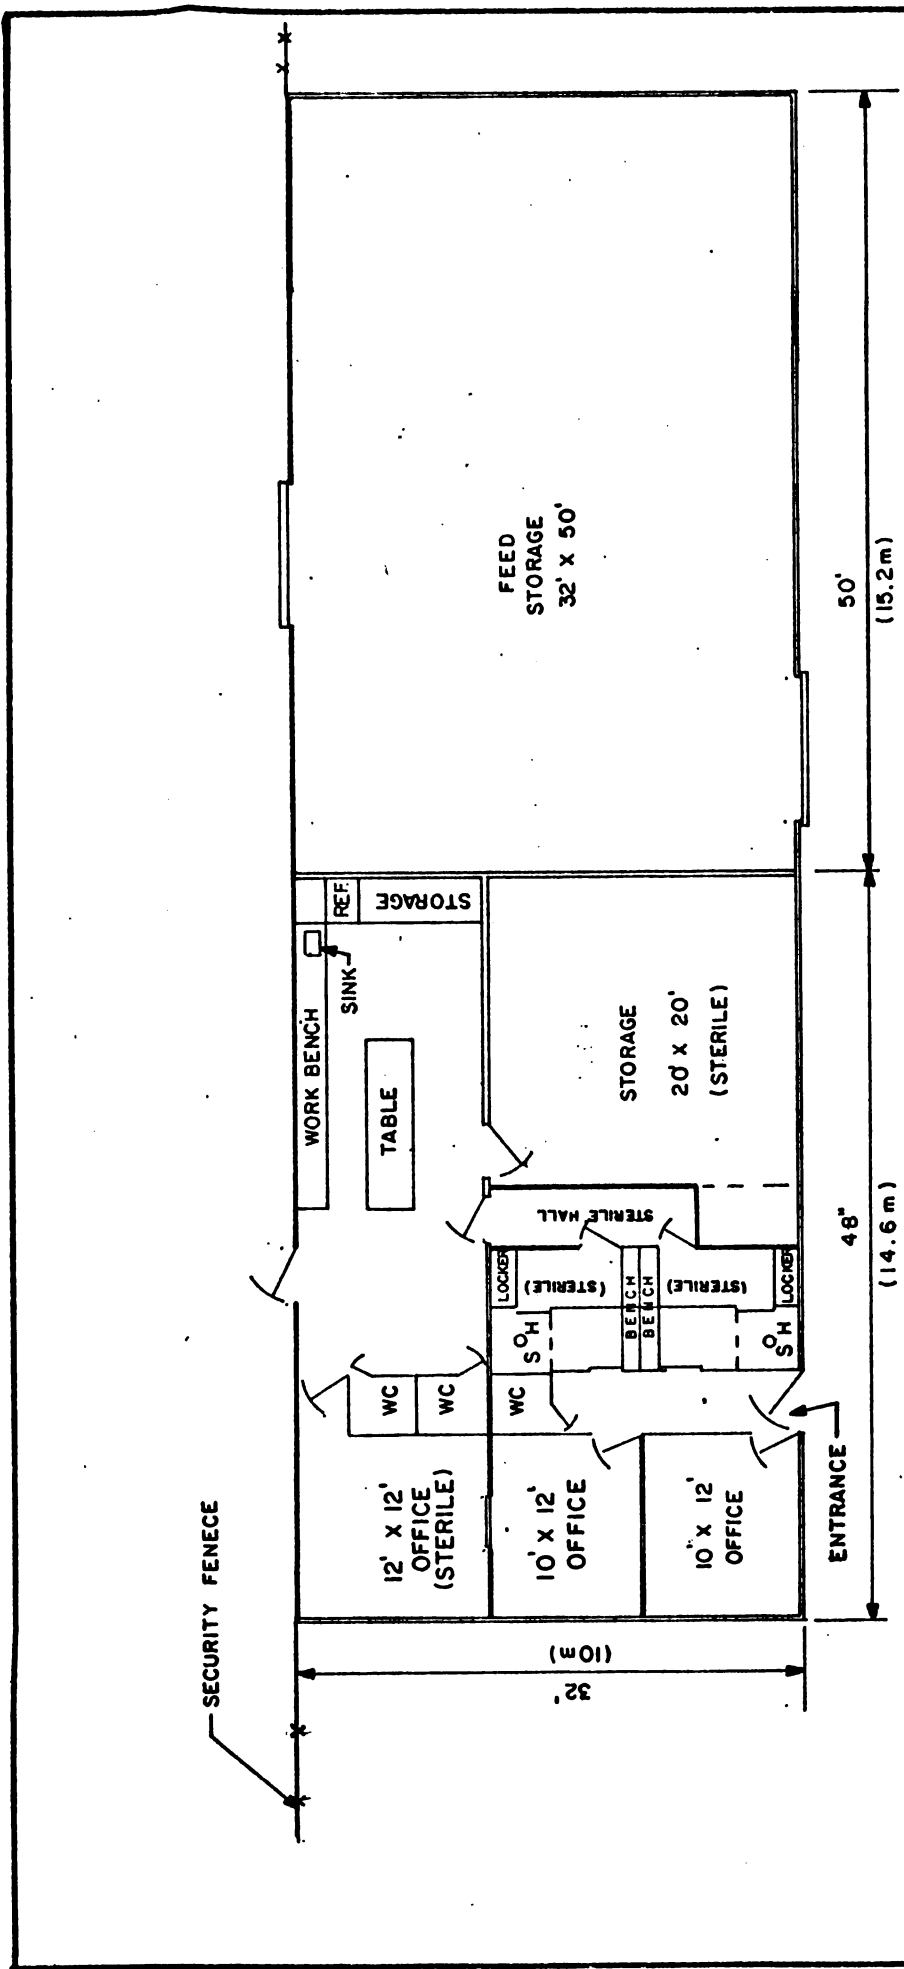 SECURITY FENECE
WORK BENCH
SINK
REF.
STORAGE
TABLE
12' X 12'
OFFICE
(STERILE)
WC
WC
WC
10' X 12'
OFFICE
10' X 12'
OFFICE
SOH
SOH
LOCKER
LOCKER
(STERILE)
(STERILE)
BENCH
BENCH
STERILE HALL
STORAGE
20' X 20'
(STERILE)
FEED
STORAGE
32' X 50'
ENTRANCE
32'
(10m)
48"
(14.6 m)
50'
(15.2m)